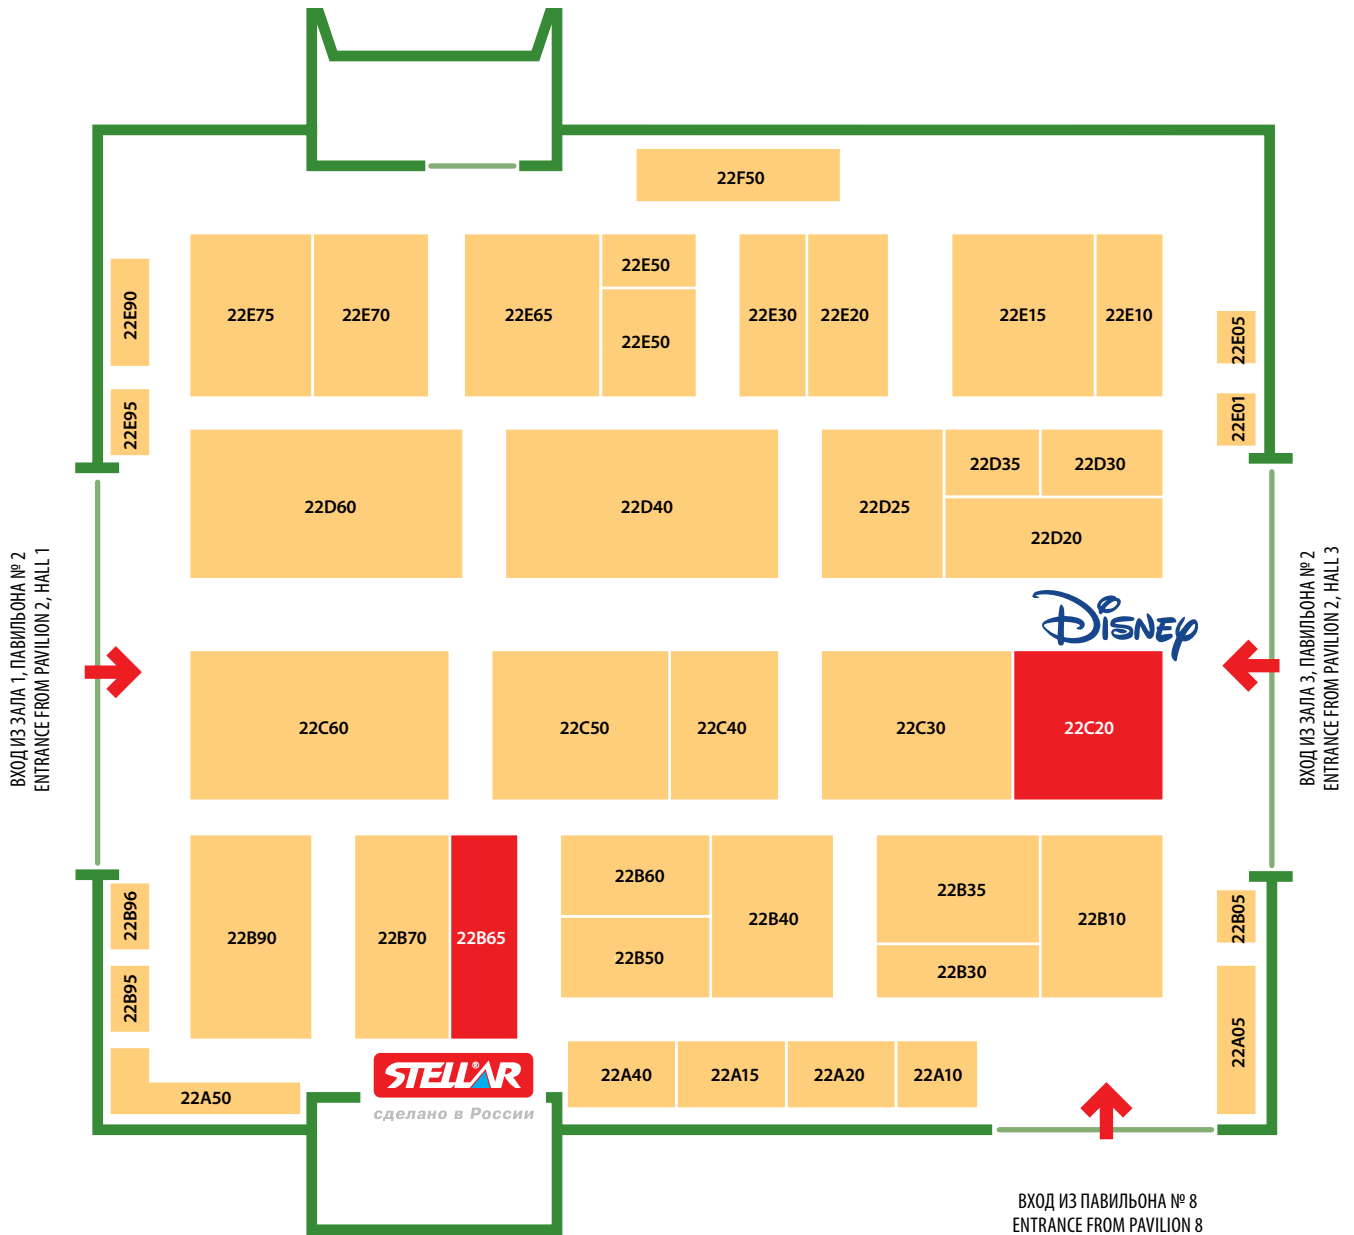 22F50
22E90
22E75
22E70
22E65
22E50
22E50
22E30
22E20
22E15
22E10
22E05
22E95
22E01
22D60
22D40
22D25
22D35
22D30
22D20
DISNEY
ВХОД ИЗ ЗАЛА 1, ПАВИЛЬОНА № 2
ENTRANCE FROM PAVILION 2, HALL 1
ВХОД ИЗ ЗАЛА 3, ПАВИЛЬОНА № 2
ENTRANCE FROM PAVILION 2, HALL 3
22C60
22C50
22C40
22C30
22C20
22B96
22B95
22B90
22B70
22B65
22B60
22B50
22B40
22B35
22B30
22B10
22B05
22A05
22A50
STELLAR®
сделано в России
22A40
22A15
22A20
22A10
ВХОД ИЗ ПАВИЛЬОНА № 8
ENTRANCE FROM PAVILION 8